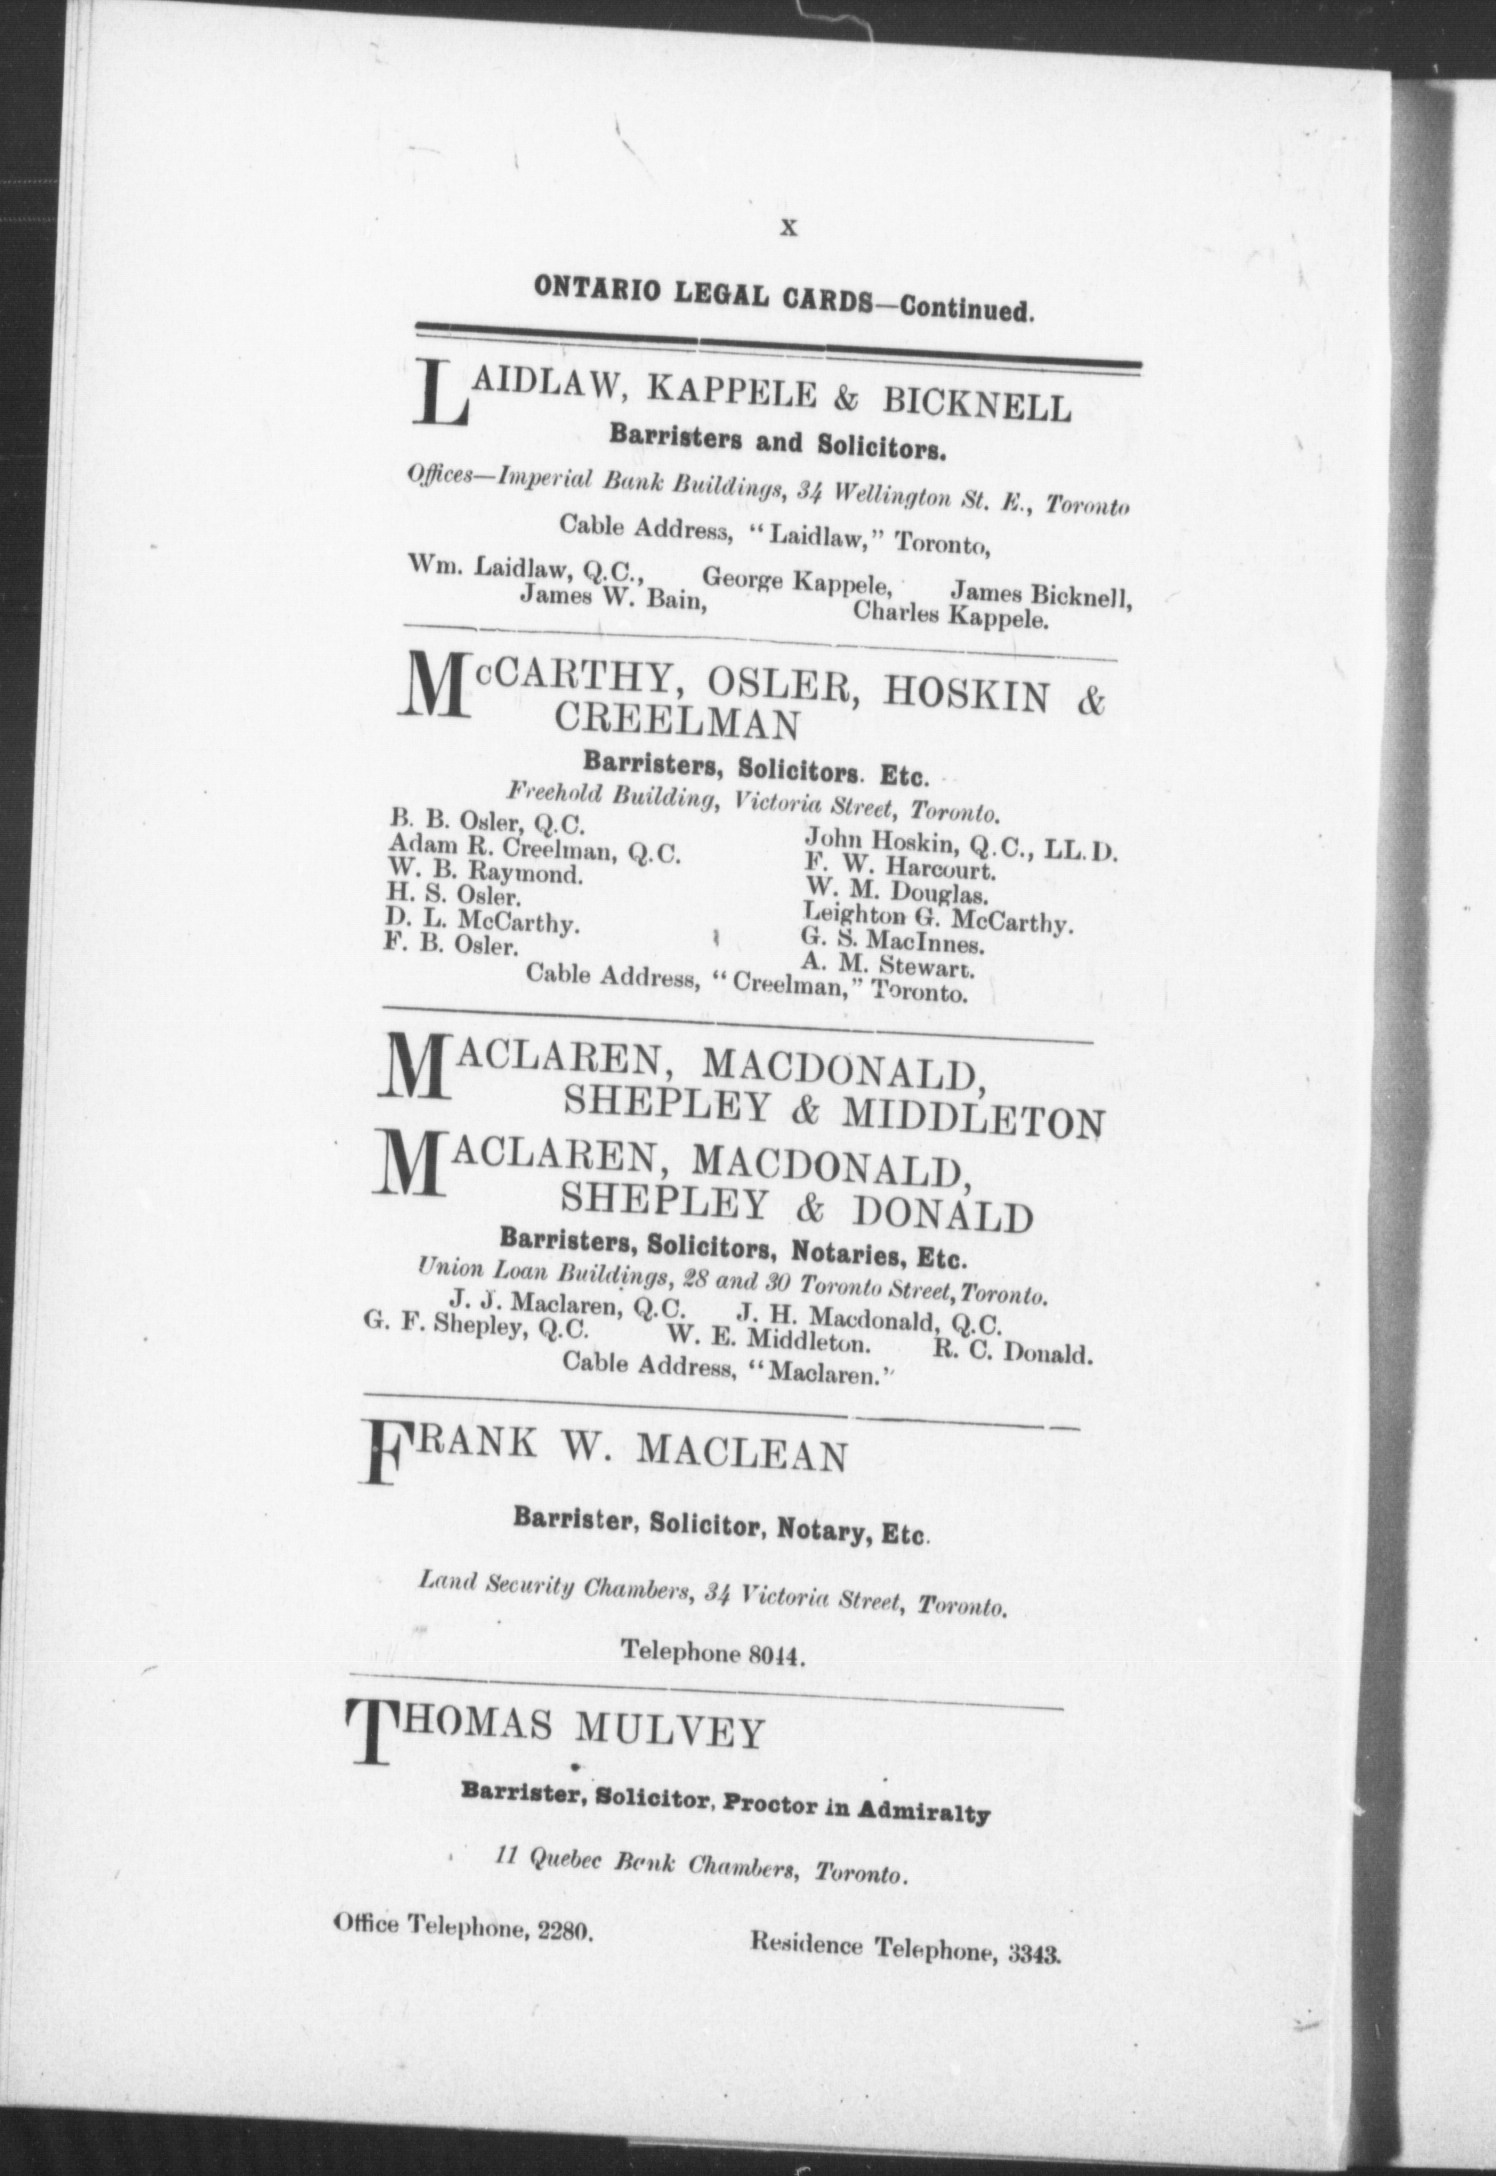 x
ONTARIO LEGAL CARDS—Continued.
LAIDLAW, KAPPELE & BICKNELL
Barristers and Solicitors.
Offices—Imperial Bank Buildings, 34 Wellington St. E., Toronto
Cable Address, "Laidlaw," Toronto,
Wm. Laidlaw, Q.C., George Kappele, James Bicknell,
James W. Bain, Charles Kappele.
McCARTHY, OSLER, HOSKIN &
CREELMAN
Barristers, Solicitors. Etc.
Freehold Building, Victoria Street, Toronto.
B. B. Osler, Q.C. John Hoskin, Q.C., LL.D.
Adam R. Creelman, Q.C. F. W. Harcourt.
W. B. Raymond. W. M. Douglas.
H. S. Osler. Leighton G. McCarthy.
D. L. McCarthy. G. S. MacInnes.
F. B. Osler. A. M. Stewart.
Cable Address, "Creelman," Toronto.
MACLAREN, MACDONALD,
SHEPLEY & MIDDLETON
MACLAREN, MACDONALD,
SHEPLEY & DONALD
Barristers, Solicitors, Notaries, Etc.
Union Loan Buildings, 28 and 30 Toronto Street, Toronto.
J. J. Maclaren, Q.C. J. H. Macdonald, Q.C.
G. F. Shepley, Q.C. W. E. Middleton. R. C. Donald.
Cable Address, "Maclaren."
FRANK W. MACLEAN
Barrister, Solicitor, Notary, Etc.
Land Security Chambers, 34 Victoria Street, Toronto.
Telephone 8044.
THOMAS MULVEY
Barrister, Solicitor, Proctor in Admiralty
11 Quebec Bank Chambers, Toronto.
Office Telephone, 2280. Residence Telephone, 3343.